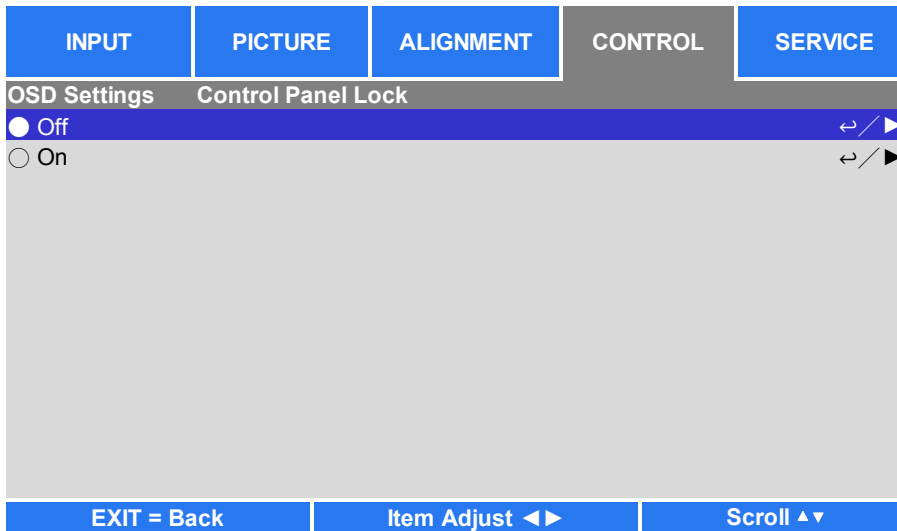 INPUT PICTURE ALIGNMENT CONTROL SERVICE
OSD Settings Control Panel Lock
Off ↩/▶
On ↩/▶
EXIT = Back Item Adjust ◀▶ Scroll ▲▼